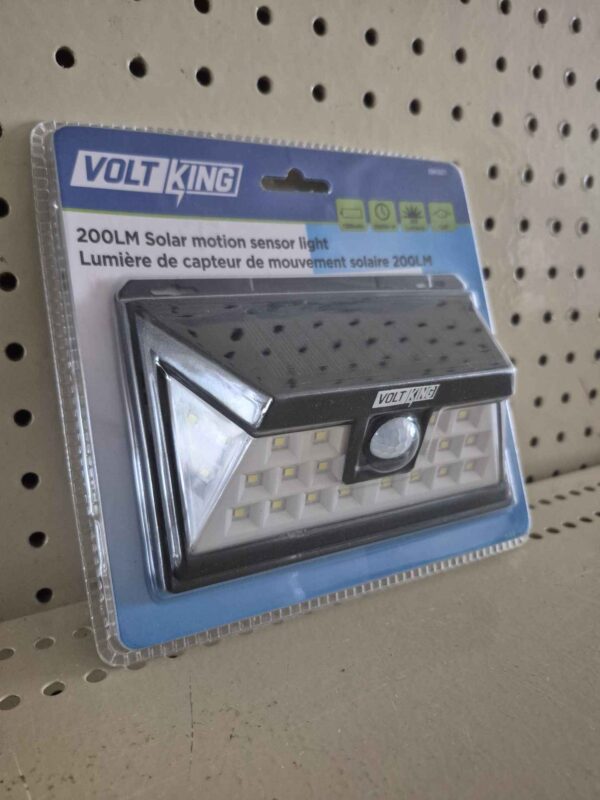 VOLT KING
200LM Solar motion sensor light
Lumière de capteur de mouvement solaire 200LM
VOLT KING